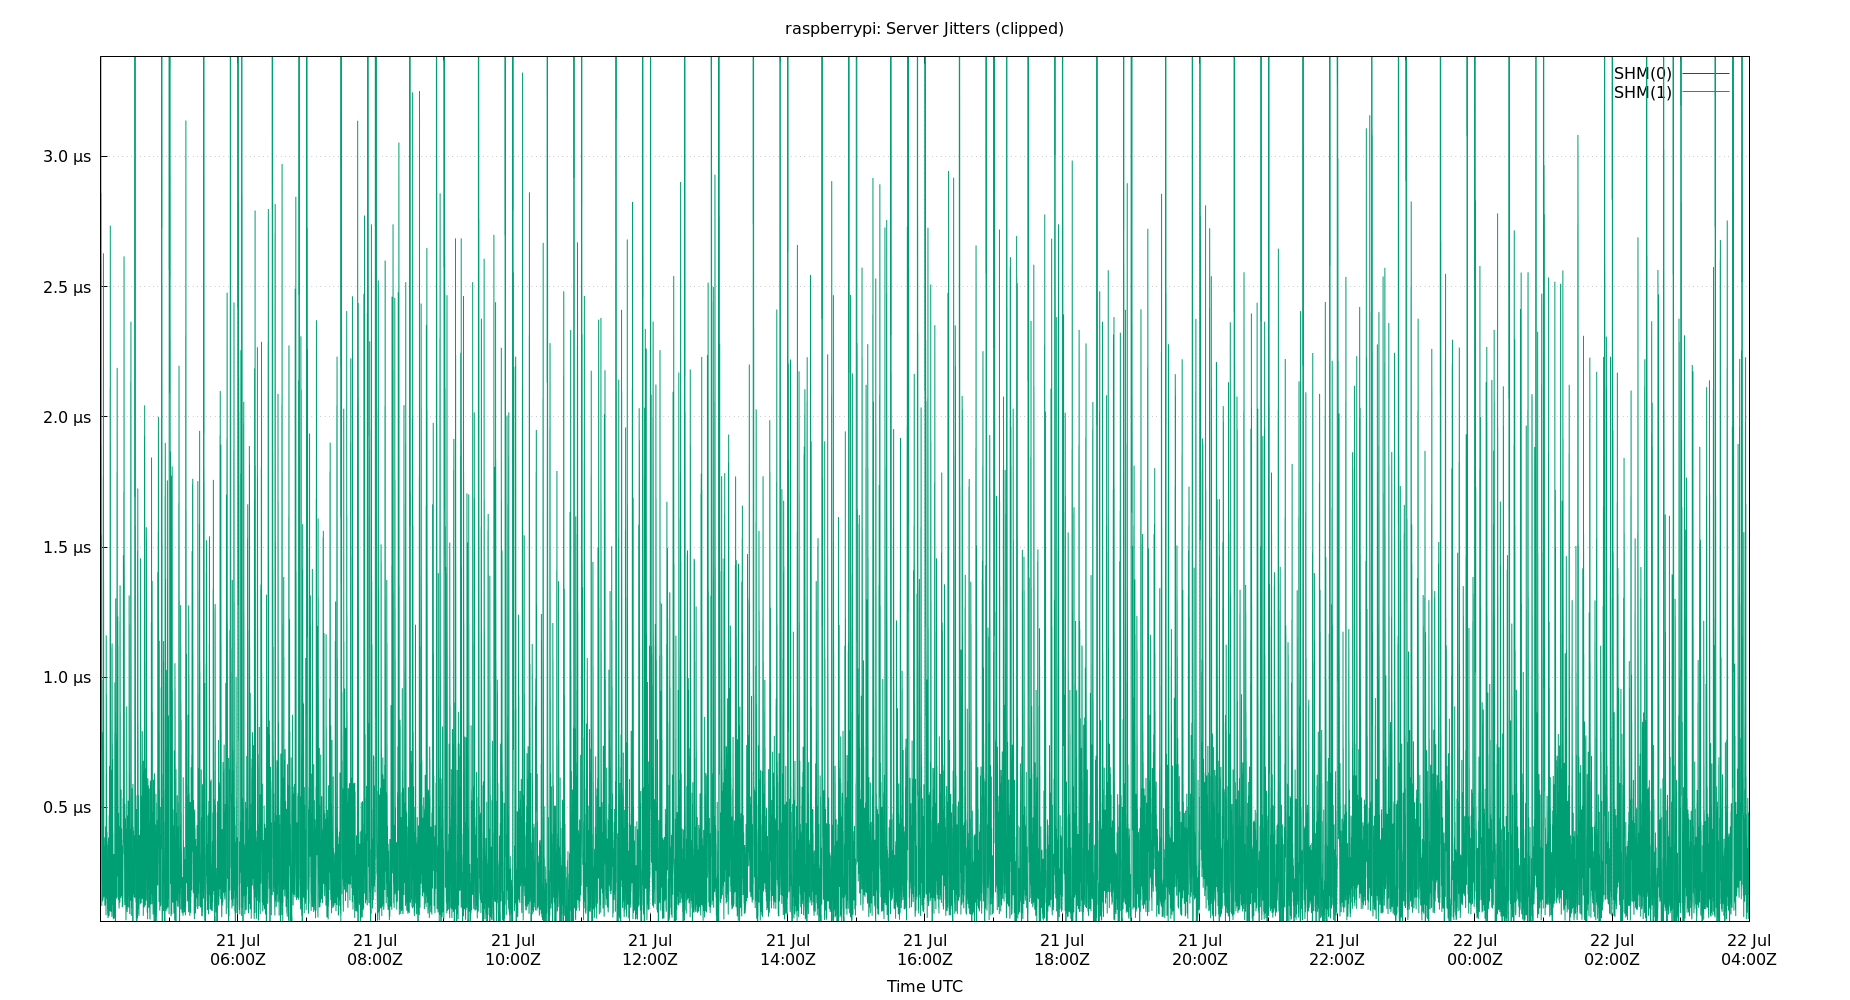 raspberrypi: Server Jitters (clipped)
SHM(0)
SHM(1)
3.0 µs
2.5 µs
2.0 µs
1.5 µs
1.0 µs
0.5 µs
21 Jul 21 Jul 21 Jul 21 Jul 21 Jul 21 Jul 21 Jul 21 Jul 21 Jul 22 Jul 22 Jul 22 Jul
06:00Z 08:00Z 10:00Z 12:00Z 14:00Z 16:00Z 18:00Z 20:00Z 22:00Z 00:00Z 02:00Z 04:00Z
Time UTC